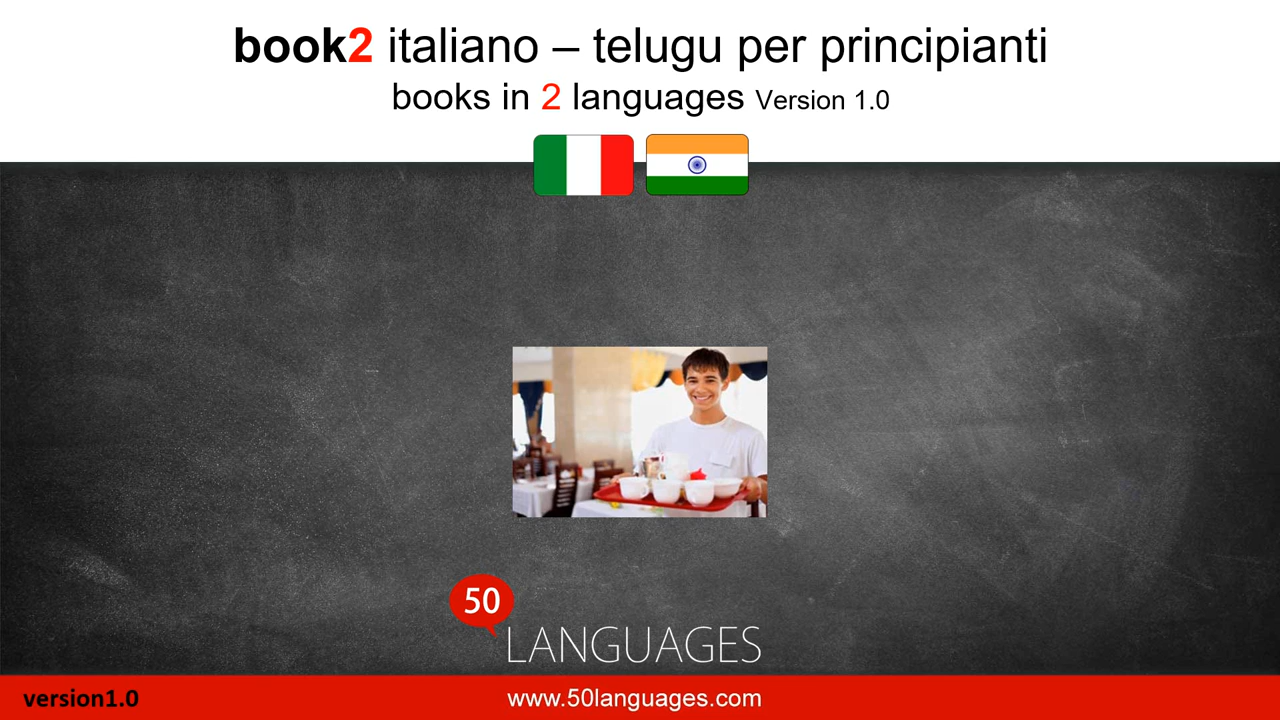 book2 italiano – telugu per principianti
books in 2 languages Version 1.0
50
LANGUAGES
version1.0
www.50languages.com